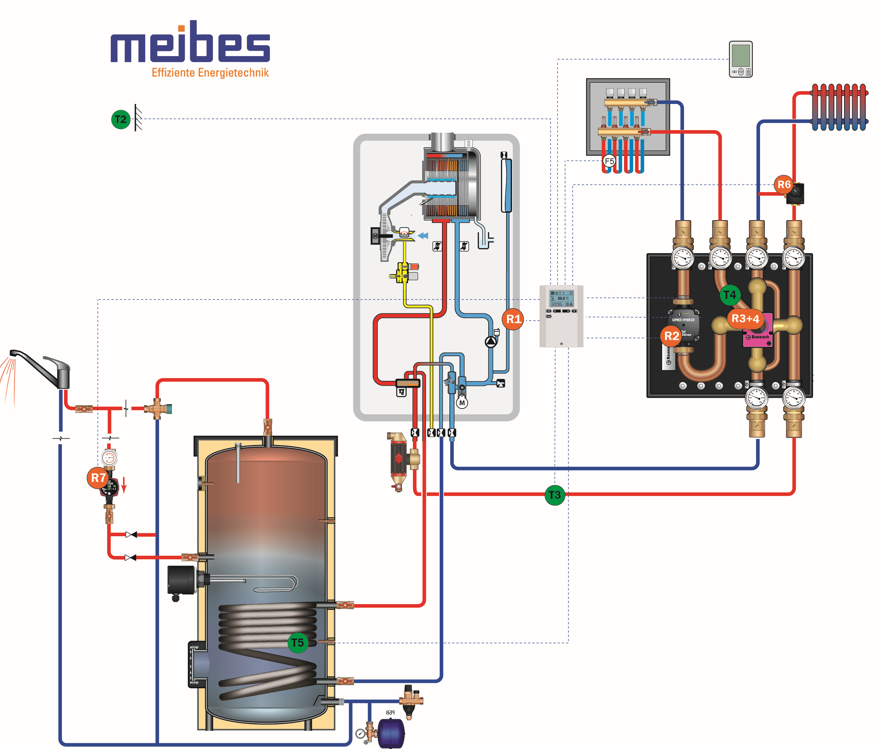 meibes
Effiziente Energietechnik
T2
F5
R6
T4
R3+4
R2
R1
M
R7
T3
T5